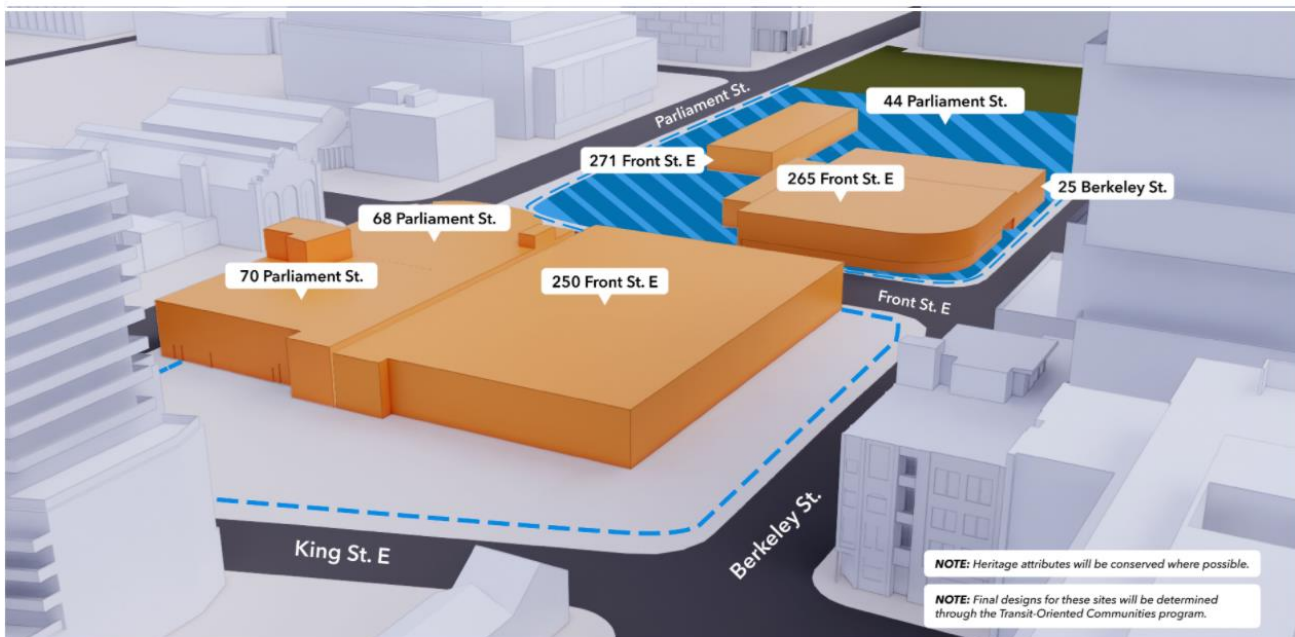 Parliament St.
44 Parliament St.
271 Front St. E
265 Front St. E
25 Berkeley St.
68 Parliament St.
70 Parliament St.
250 Front St. E
Front St. E
King St. E
Berkeley St.
NOTE: Heritage attributes will be conserved where possible.
NOTE: Final designs for these sites will be determined
through the Transit-Oriented Communities program.